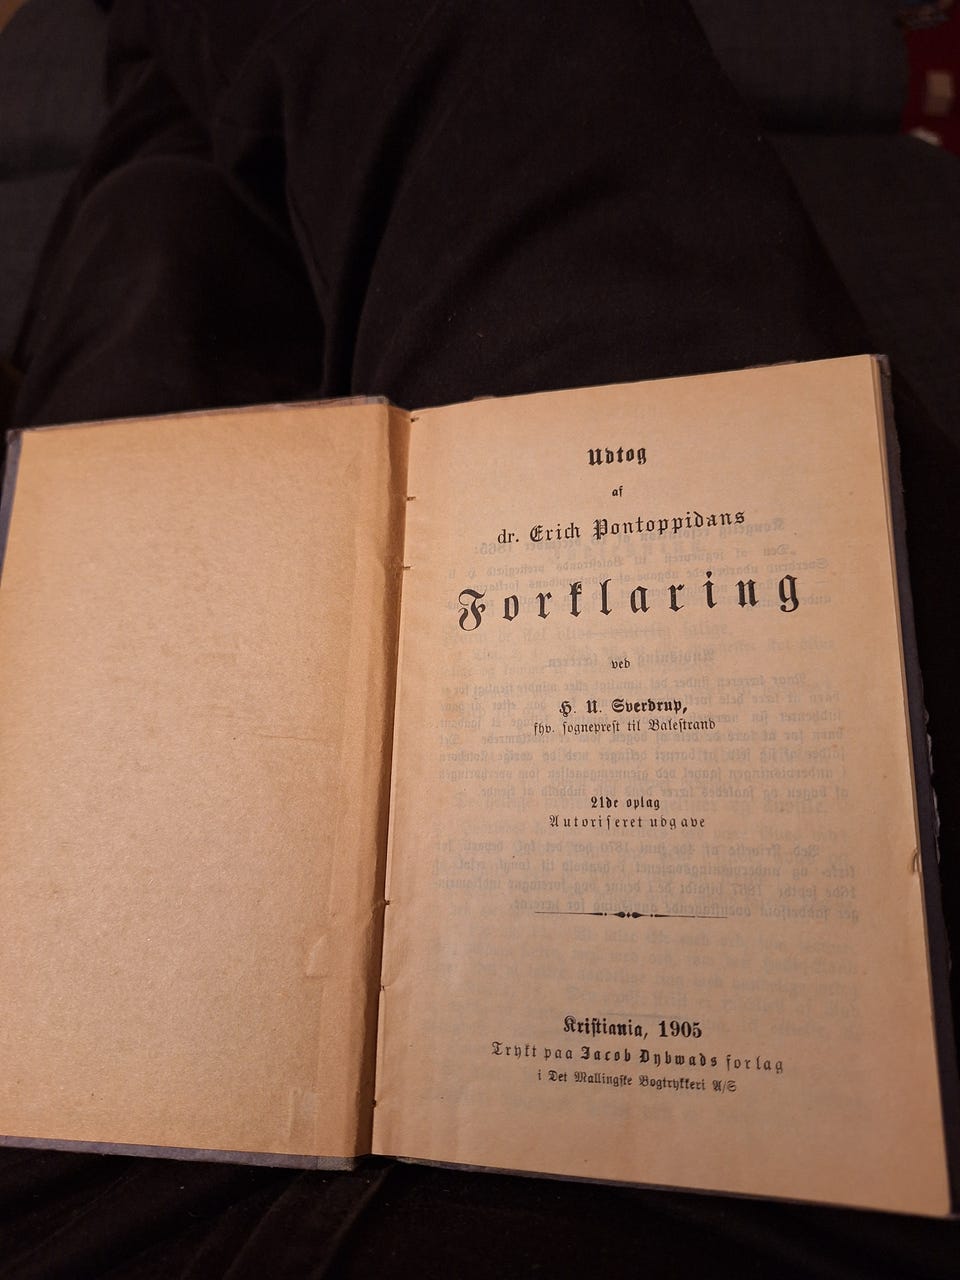 Udtog
af
dr. Erich Pontoppidans
Forklaring
ved
H. U. Sverdrup,
fhv. sogneprest til Balestrand
21de oplag
Autoriseret udgave
Kristiania, 1905
Trykt paa Jacob Dybwads forlag
i Det Mallingske Bogtrykkeri A/S